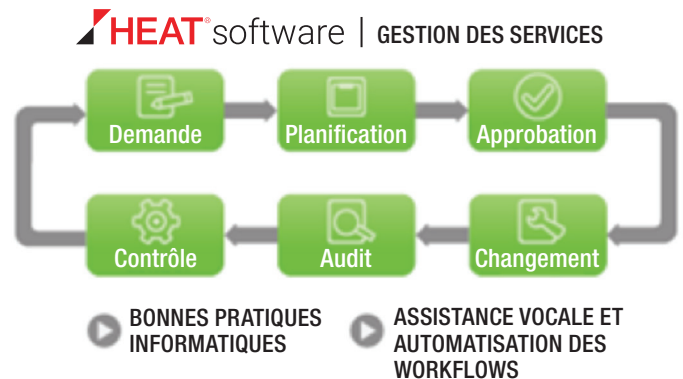 HEAT® software | GESTION DES SERVICES
Demande
Planification
Approbation
Contrôle
Audit
Changement
BONNES PRATIQUES
INFORMATIQUES
ASSISTANCE VOCALE ET
AUTOMATISATION DES
WORKFLOWS